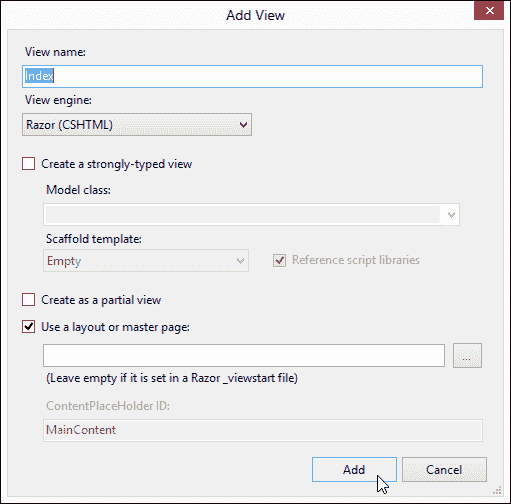 Add View
View name:
Index
View engine:
Razor (CSHTML)
Create a strongly-typed view
Model class:
Scaffold template:
Empty
Reference script libraries
Create as a partial view
Use a layout or master page:
...
(Leave empty if it is set in a Razor _viewstart file)
ContentPlaceHolder ID:
MainContent
Add Cancel